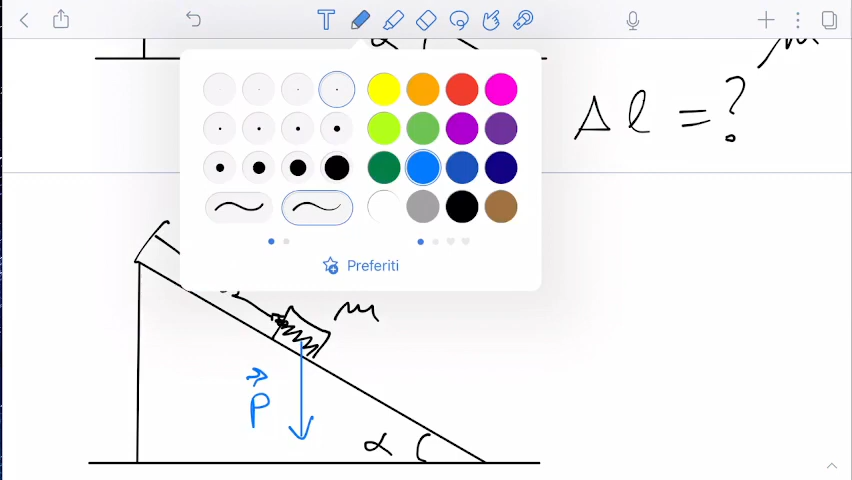 T
α
m
Δl = ?
Preferiti
m
P
α